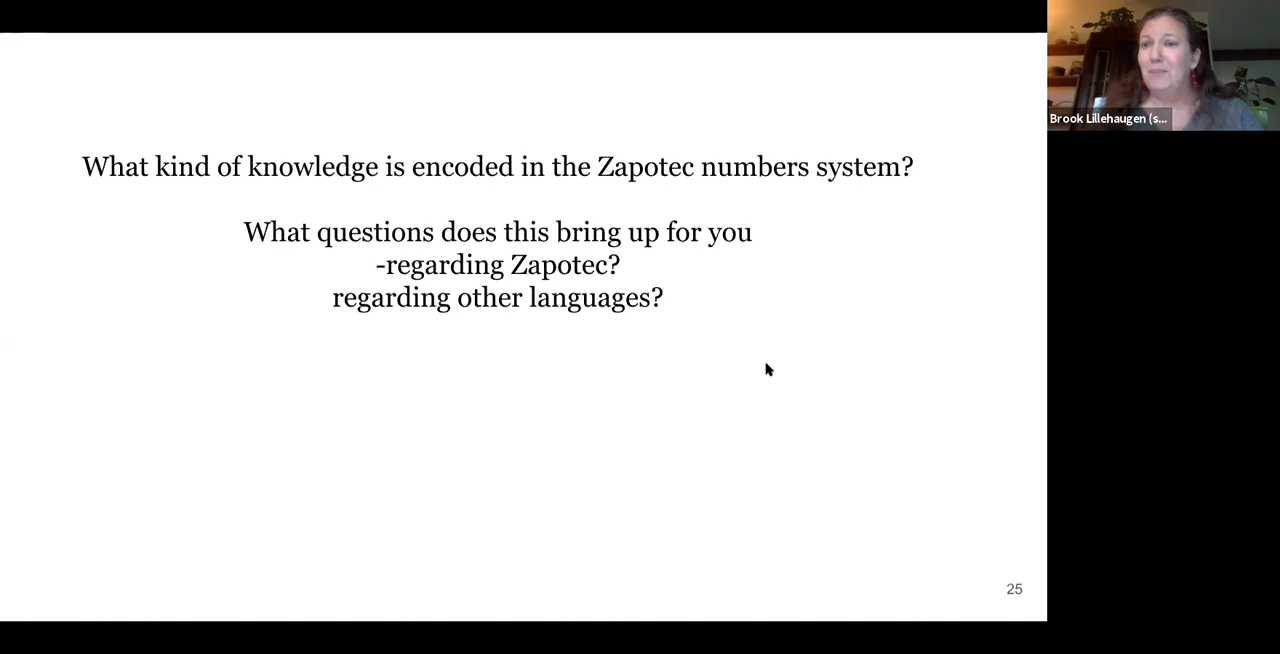 What kind of knowledge is encoded in the Zapotec numbers system?
What questions does this bring up for you
-regarding Zapotec?
regarding other languages?
25
Brook Lillehaugen (s...